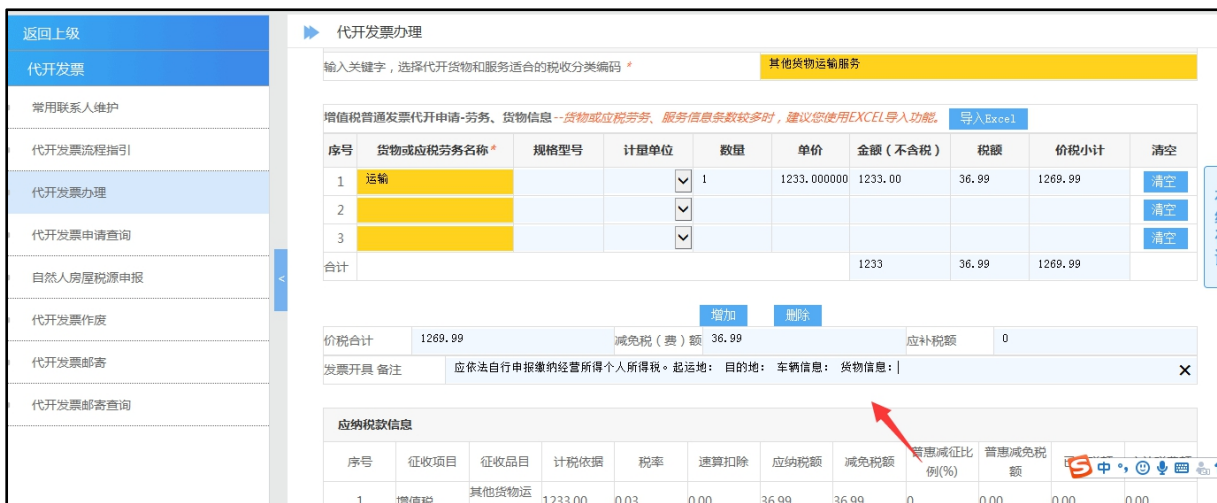 返回上级
代开发票
常用联系人维护
代开发票流程指引
代开发票办理
代开发票申请查询
自然人房屋税源申报
代开发票作废
代开发票邮寄
代开发票邮寄查询
<
代开发票办理
输入关键字，选择代开货物和服务适合的税收分类编码 * 其他货物运输服务
增值税普通发票代开申请-劳务、货物信息--货物或应税劳务、服务信息条数较多时，建议您使用EXCEL导入功能。 导入Excel
序号 货物或应税劳务名称* 规格型号 计量单位 数量 单价 金额（不含税） 税额 价税小计 清空
1 运输 1 1233.000000 1233.00 36.99 1269.99 清空
2 清空
3 清空
合计 1233 36.99 1269.99
增加 删除
价税合计 1269.99 减免税（费）额 36.99 应补税额 0
发票开具 备注 应依法自行申报缴纳经营所得个人所得税。起运地： 目的地： 车辆信息： 货物信息：
应纳税款信息
序号 征收项目 征收品目 计税依据 税率 速算扣除 应纳税额 减免税额 普惠减征比例(%) 普惠减免税额
1 增值税 其他货物运 1233.00 0.03 0.00 36.99 36.99 0 0.00 0.00 0.00
中